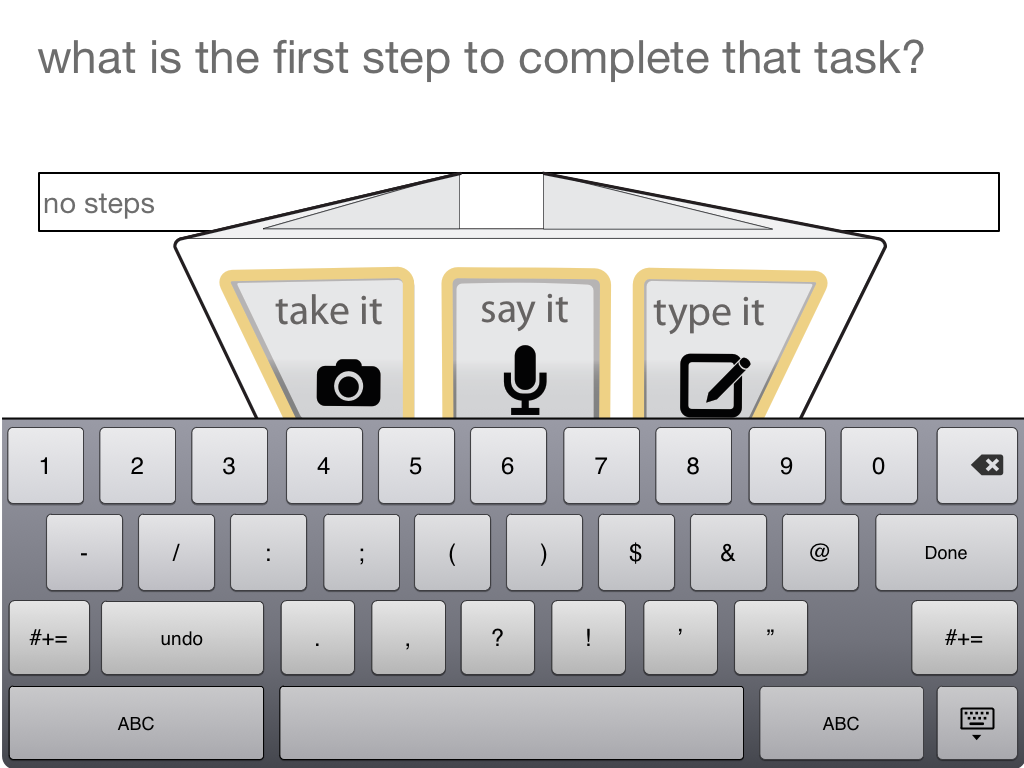 what is the first step to complete that task?
no steps
take it say it type it
1 2 3 4 5 6 7 8 9 0
- / : ; ( ) $ & @ Done
#+= undo . , ? ! ’ ” #+=
ABC ABC